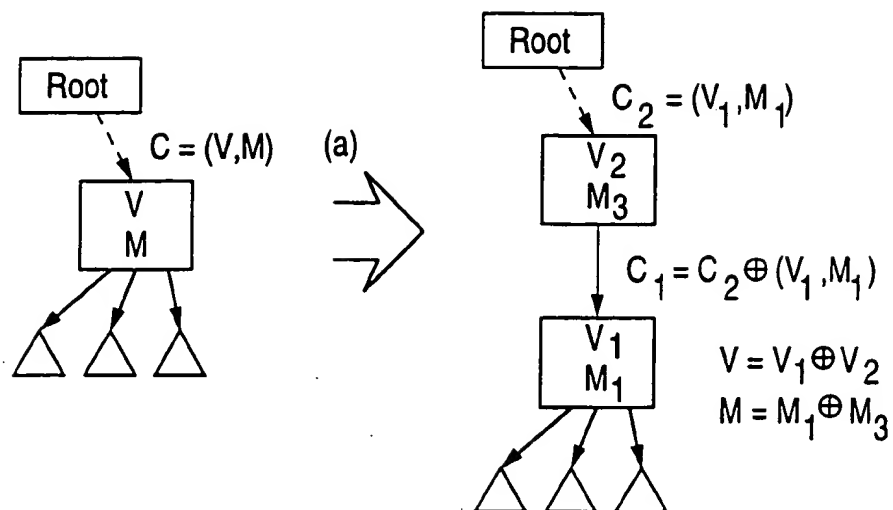 Root
C = (V,M)
V
M
(a)
Root
C₂ = (V₁,M₁)
V₂
M₃
C₁ = C₂ ⊕ (V₁,M₁)
V₁
M₁
V = V₁ ⊕ V₂
M = M₁ ⊕ M₃